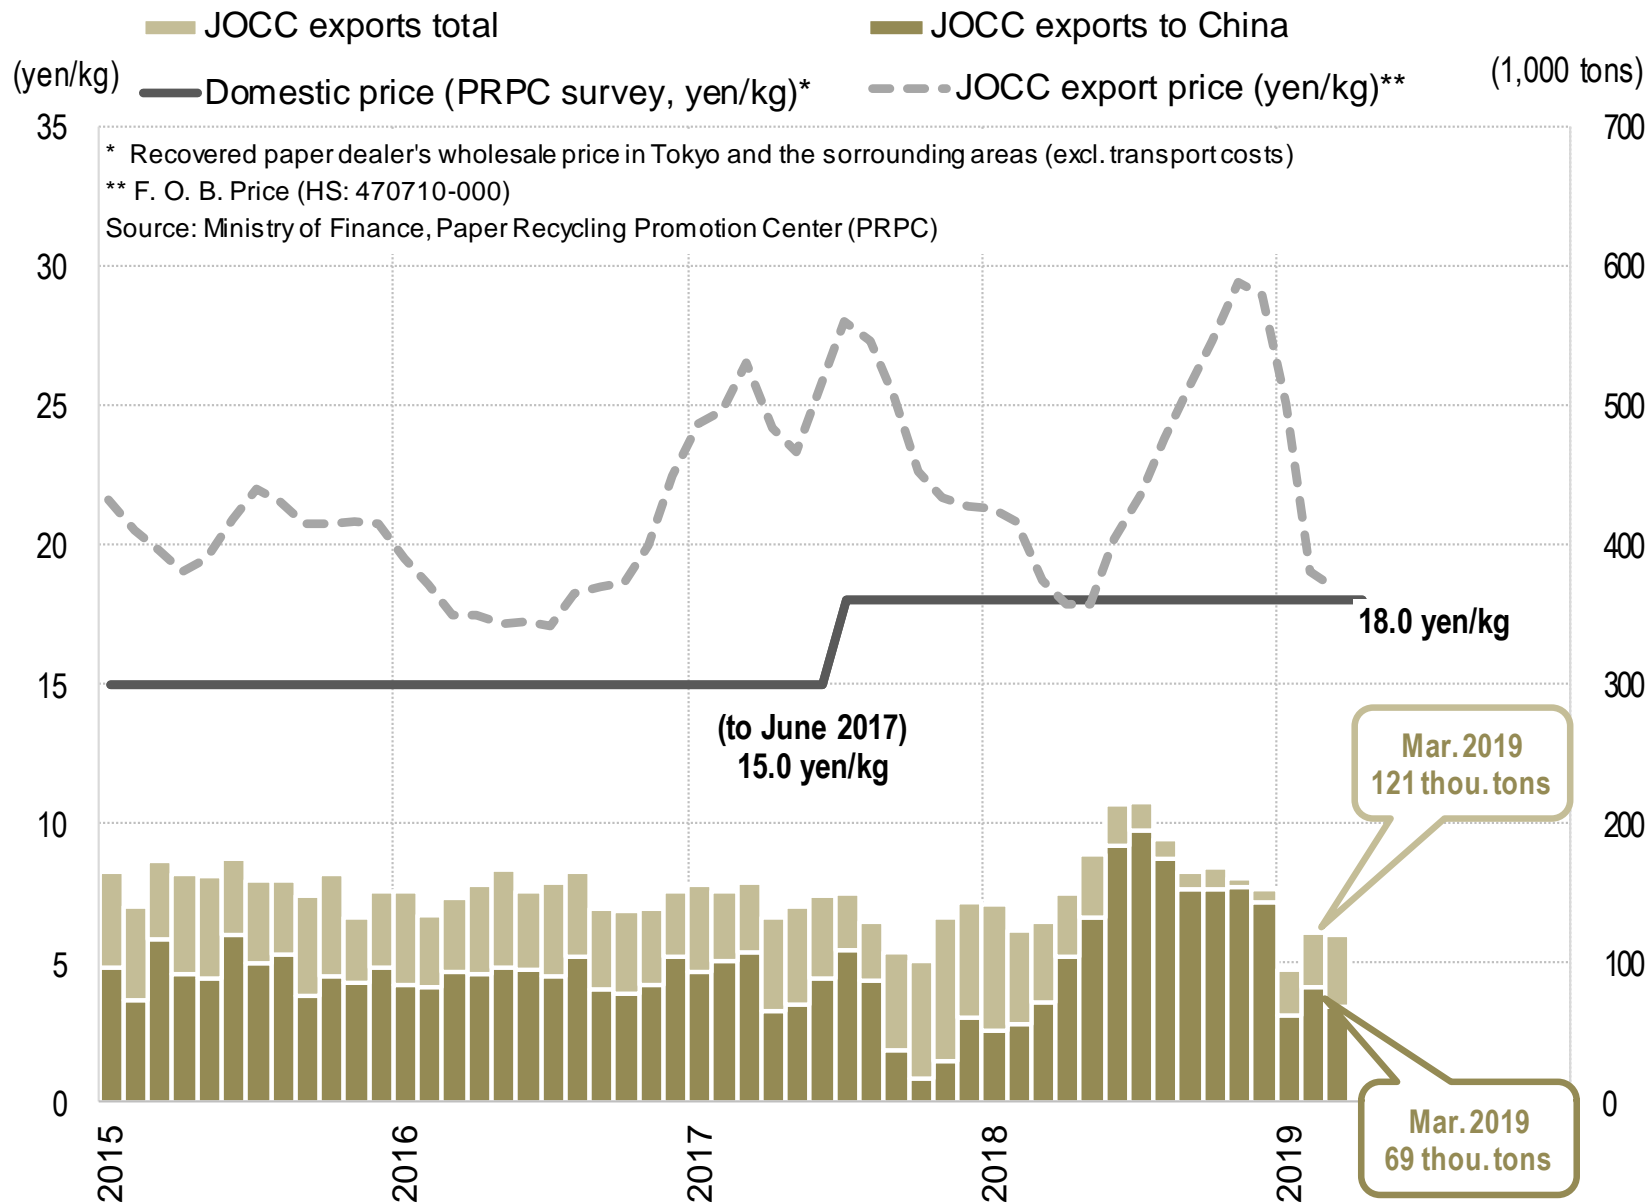 JOCC exports total
JOCC exports to China
(yen/kg)
Domestic price (PRPC survey, yen/kg)*
JOCC export price (yen/kg)**
(1,000 tons)
* Recovered paper dealer's wholesale price in Tokyo and the sorrounding areas (excl. transport costs)
** F. O. B. Price (HS: 470710-000)
Source: Ministry of Finance, Paper Recycling Promotion Center (PRPC)
35
30
25
20
15
10
5
0
700
600
500
400
300
200
100
0
18.0 yen/kg
(to June 2017)
15.0 yen/kg
Mar. 2019
121 thou. tons
Mar. 2019
69 thou. tons
2015
2016
2017
2018
2019